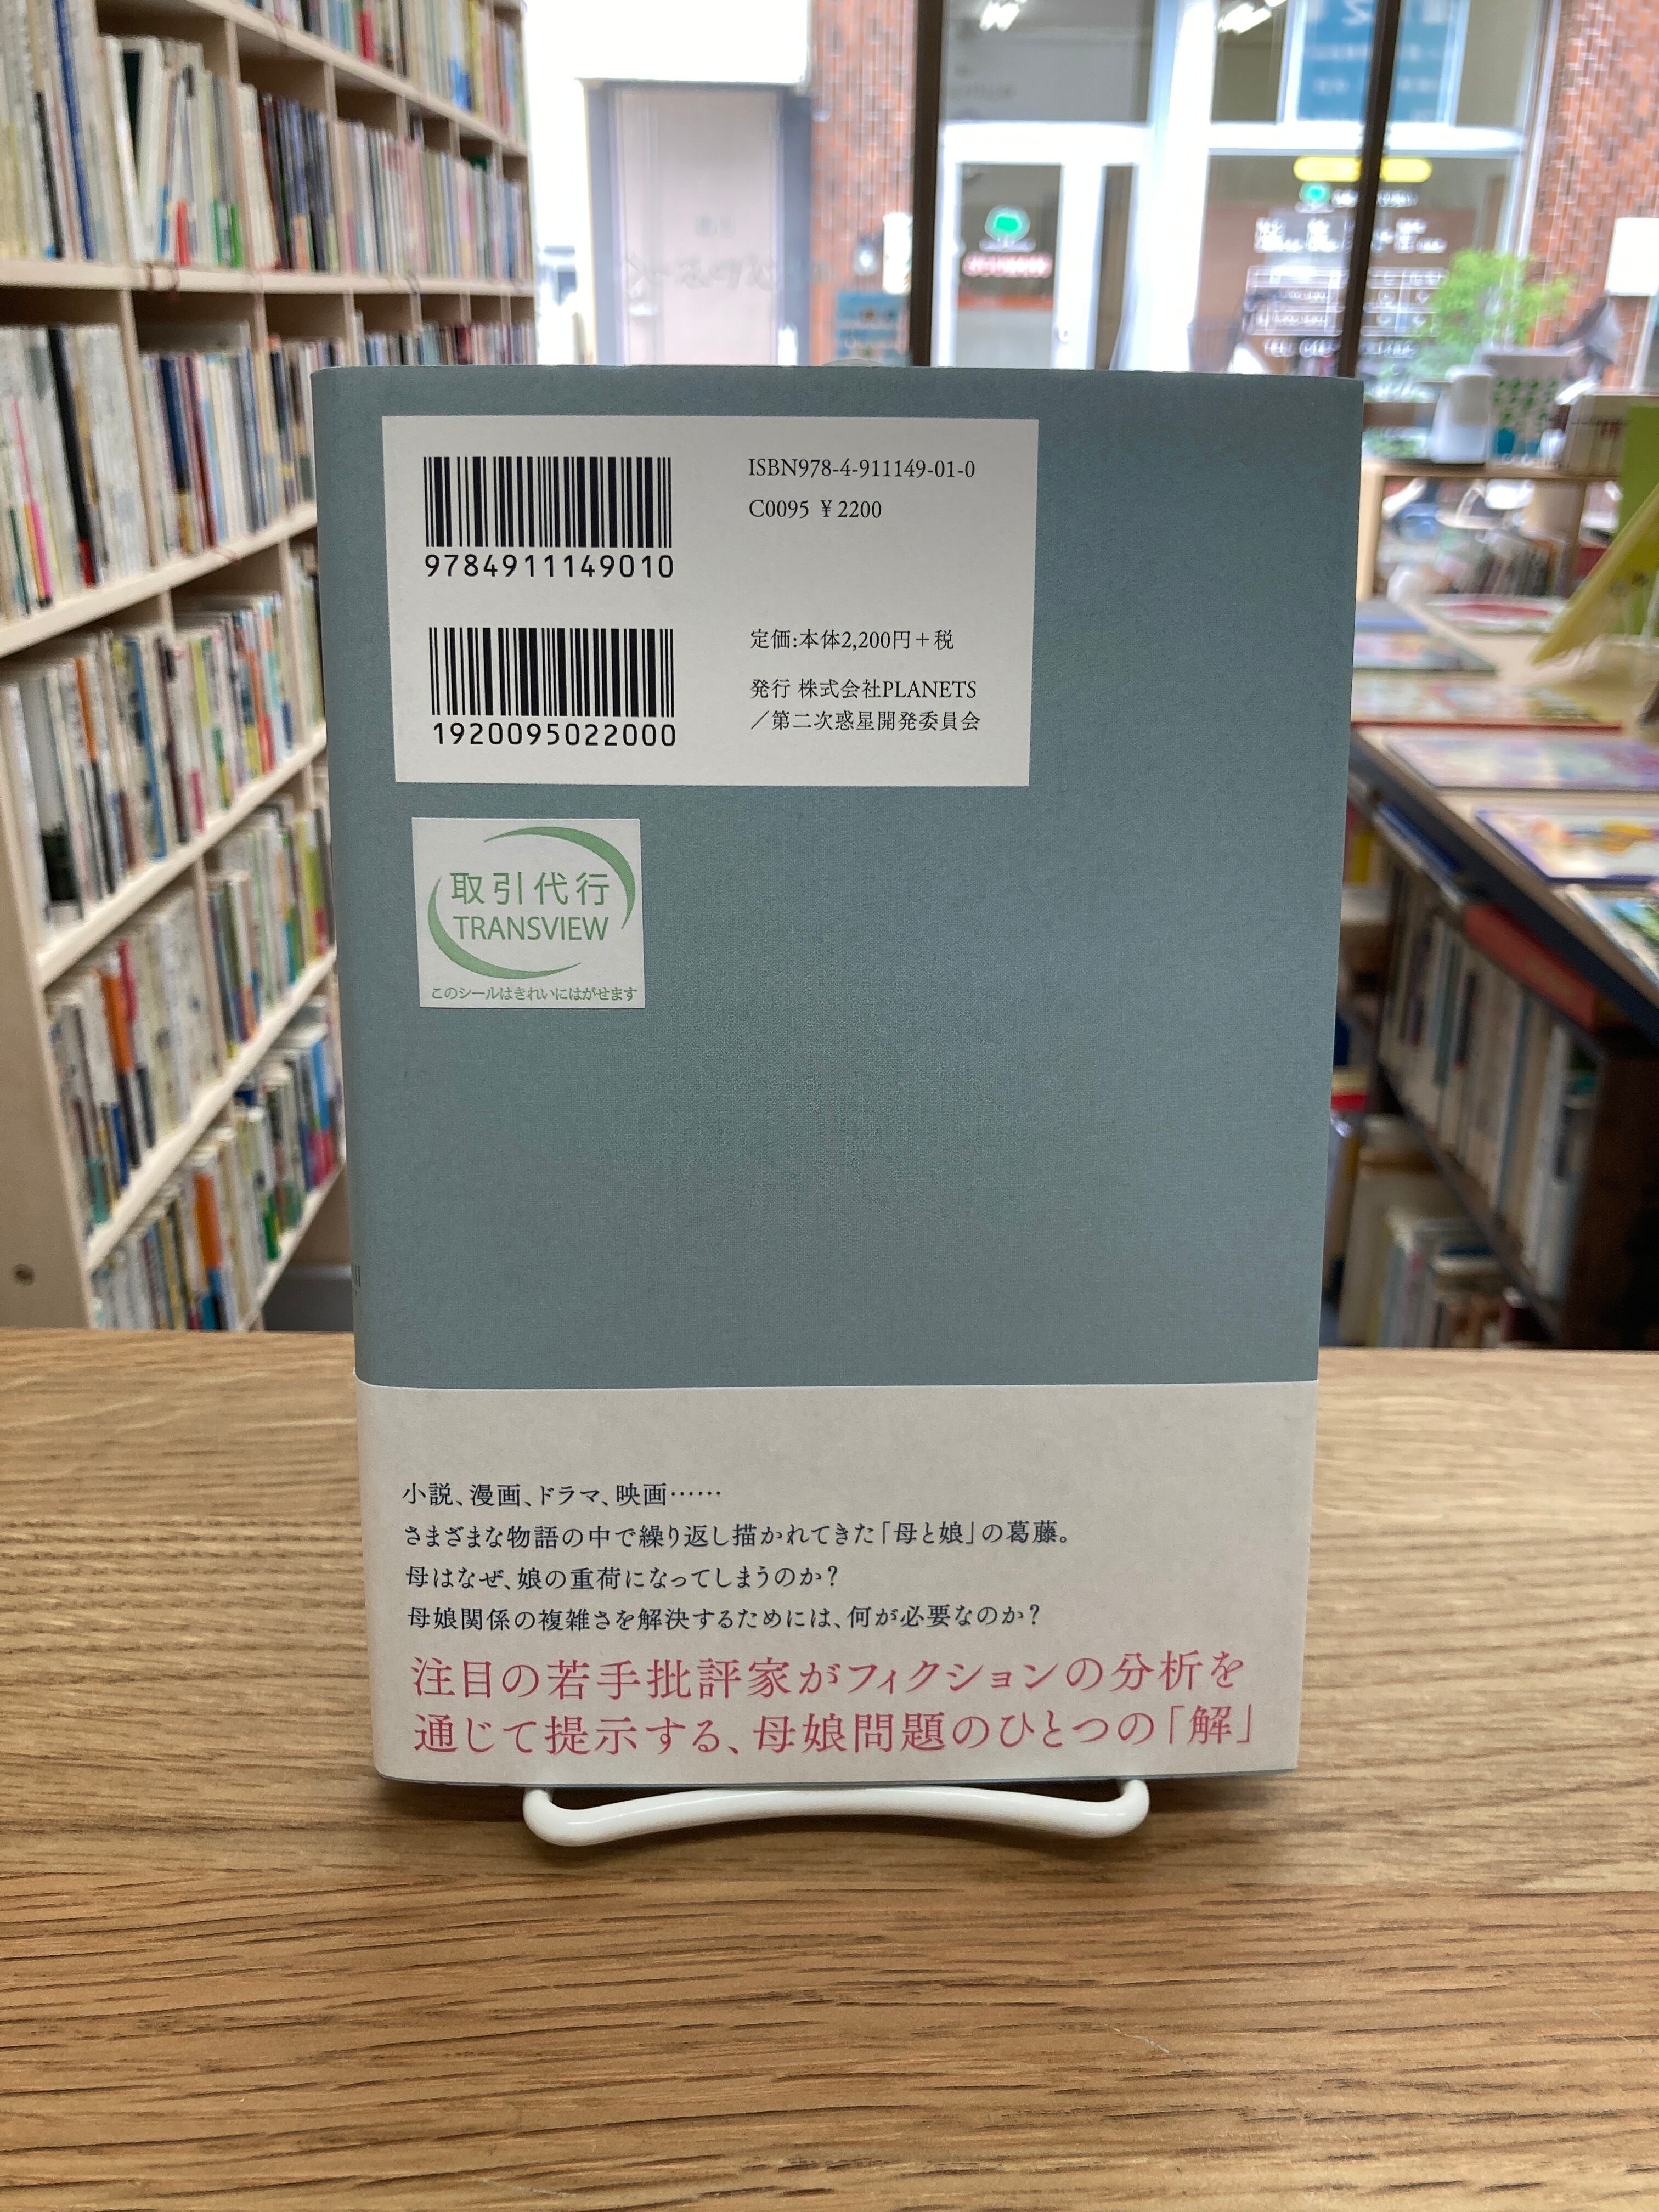 ISBN978-4-911149-01-0
C0095 ¥2200
9784911149010
定価:本体2,200円+税
発行 株式会社PLANETS
/第二次惑星開発委員会
1920095022000
取引代行
TRANSVIEW
このシールはきれいにはがせます
小説、漫画、ドラマ、映画……
さまざまな物語の中で繰り返し描かれてきた「母と娘」の葛藤。
母はなぜ、娘の重荷になってしまうのか?
母娘関係の複雑さを解決するためには、何が必要なのか?
注目の若手批評家がフィクションの分析を
通じて提示する、母娘問題のひとつの「解」